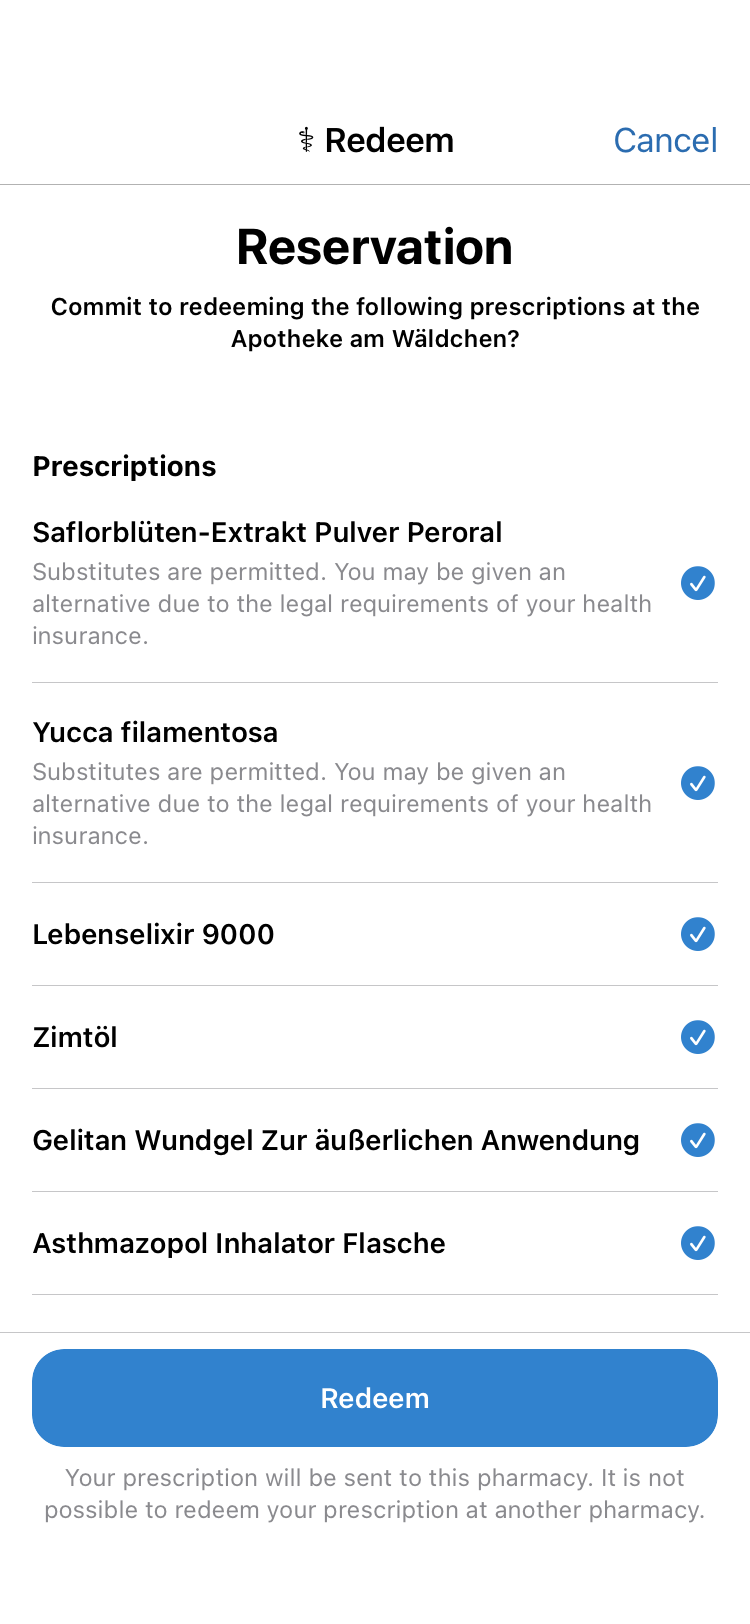 ⚕ Redeem
Cancel
Reservation
Commit to redeeming the following prescriptions at the
Apotheke am Wäldchen?
Prescriptions
Saflorblüten-Extrakt Pulver Peroral
Substitutes are permitted. You may be given an
alternative due to the legal requirements of your health
insurance.
Yucca filamentosa
Substitutes are permitted. You may be given an
alternative due to the legal requirements of your health
insurance.
Lebenselixir 9000
Zimtöl
Gelitan Wundgel Zur äußerlichen Anwendung
Asthmazopol Inhalator Flasche
Redeem
Your prescription will be sent to this pharmacy. It is not
possible to redeem your prescription at another pharmacy.